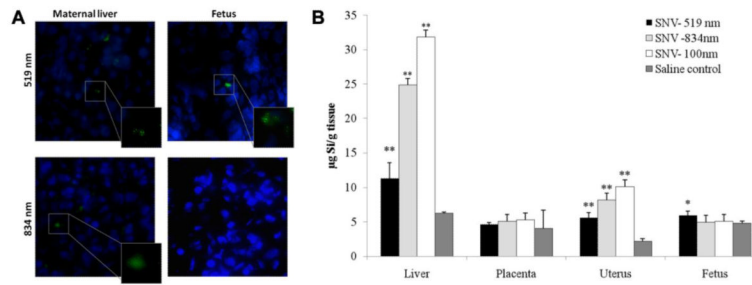 A
Maternal liver
Fetus
519 nm
834 nm
B
µg Si/g tissue
35
30
25
20
15
10
5
0
**
**
**
**
**
**
*
SNV- 519 nm
SNV -834nm
SNV- 100nm
Saline control
Liver
Placenta
Uterus
Fetus